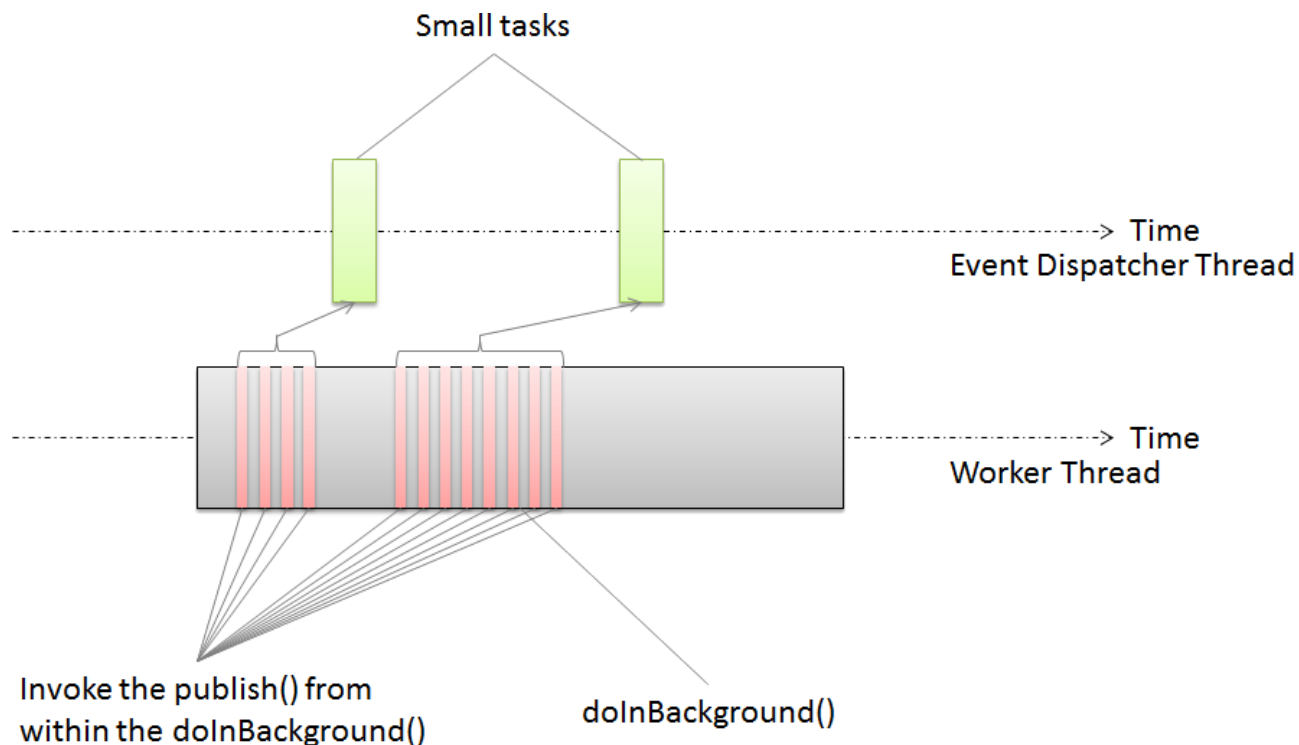 Small tasks
Time
Event Dispatcher Thread
Time
Worker Thread
Invoke the publish() from
within the doInBackground()
doInBackground()